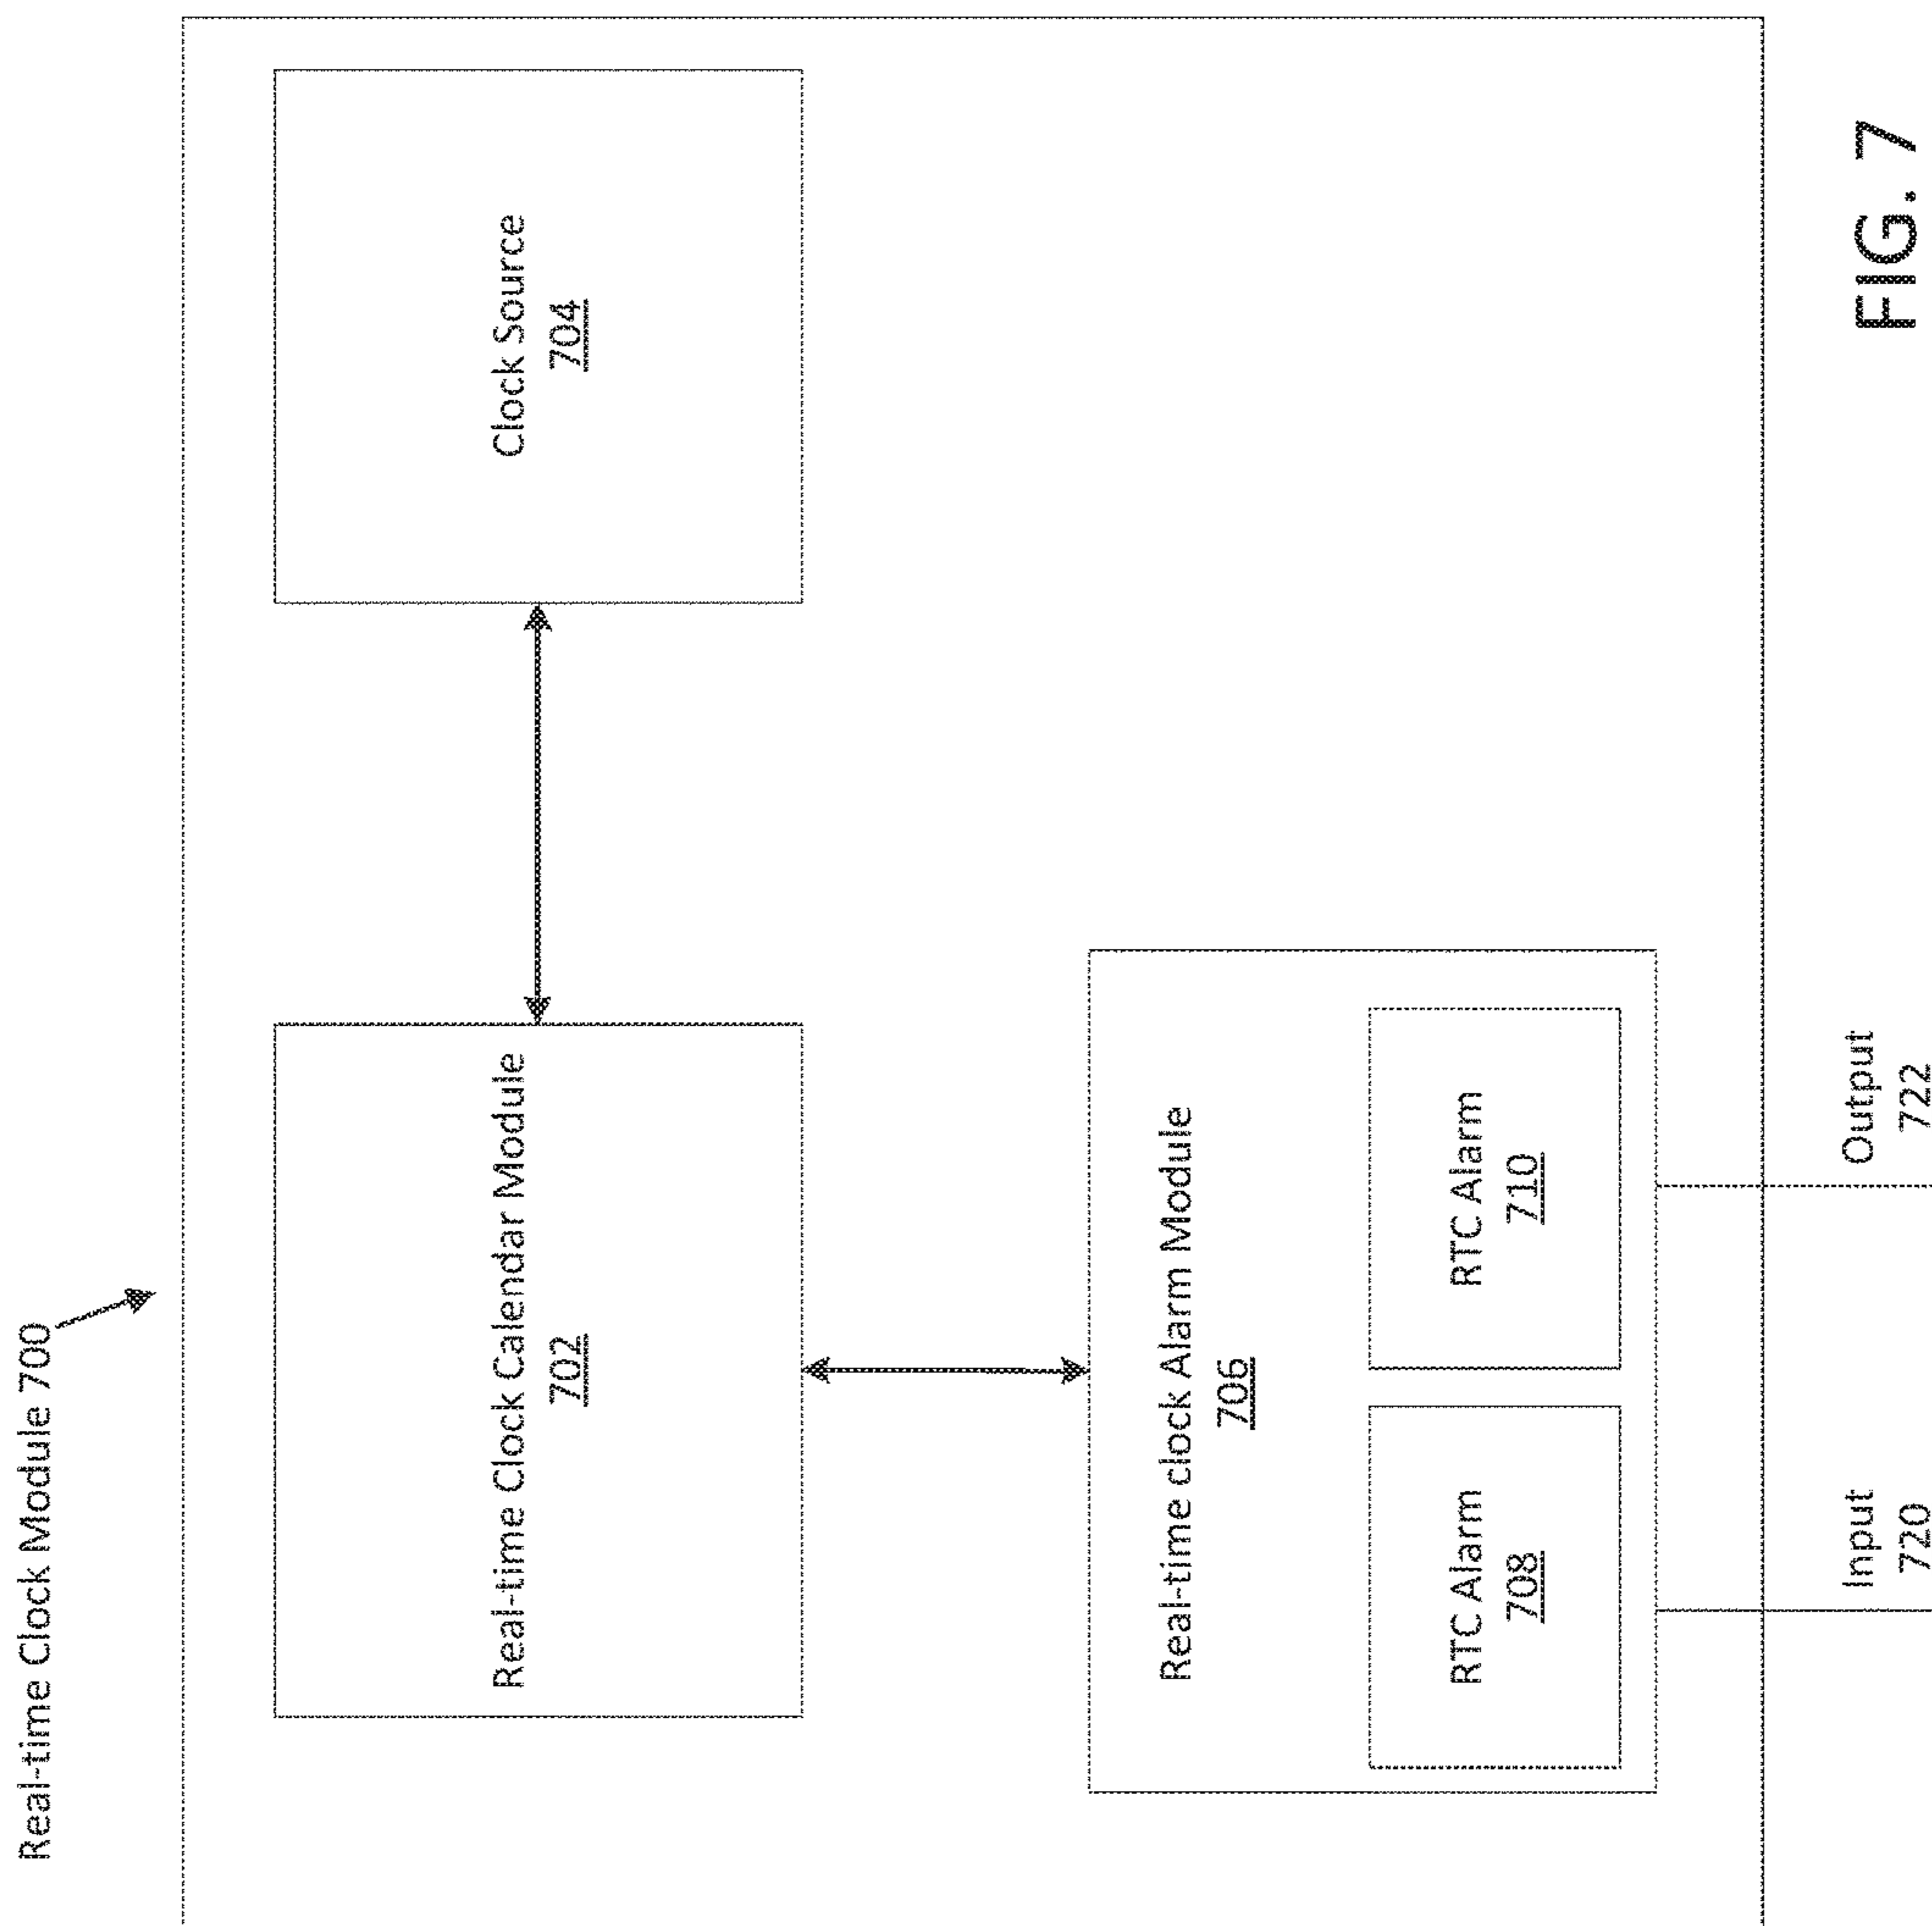 Real-time Clock Module 700
Real-time Clock Calendar Module
702
Clock Source
704
Real-time clock Alarm Module
706
RTC Alarm
708
RTC Alarm
710
Input
720
Output
722
FIG. 7